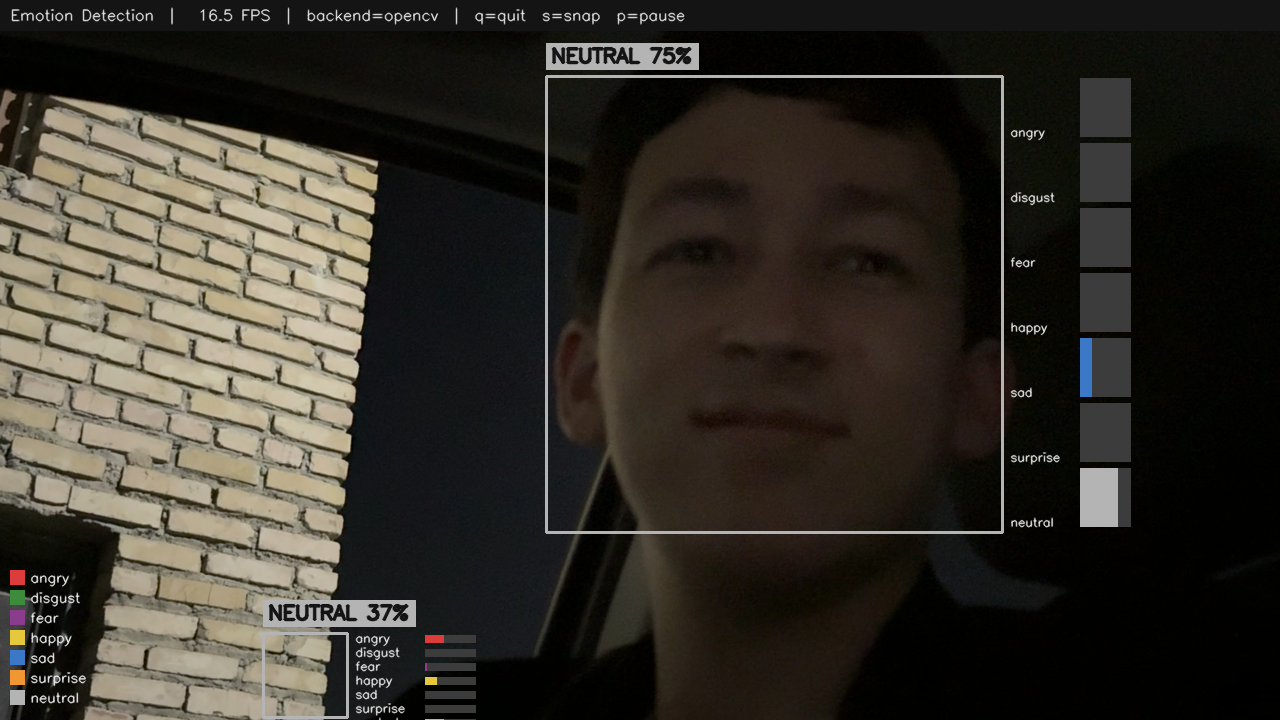 Emotion Detection | 16.5 FPS | backend=opencv | q=quit s=snap p=pause
NEUTRAL 75%
angry
disgust
fear
happy
sad
surprise
neutral
angry
disgust
fear
happy
sad
surprise
neutral
NEUTRAL 37%
angry
disgust
fear
happy
sad
surprise